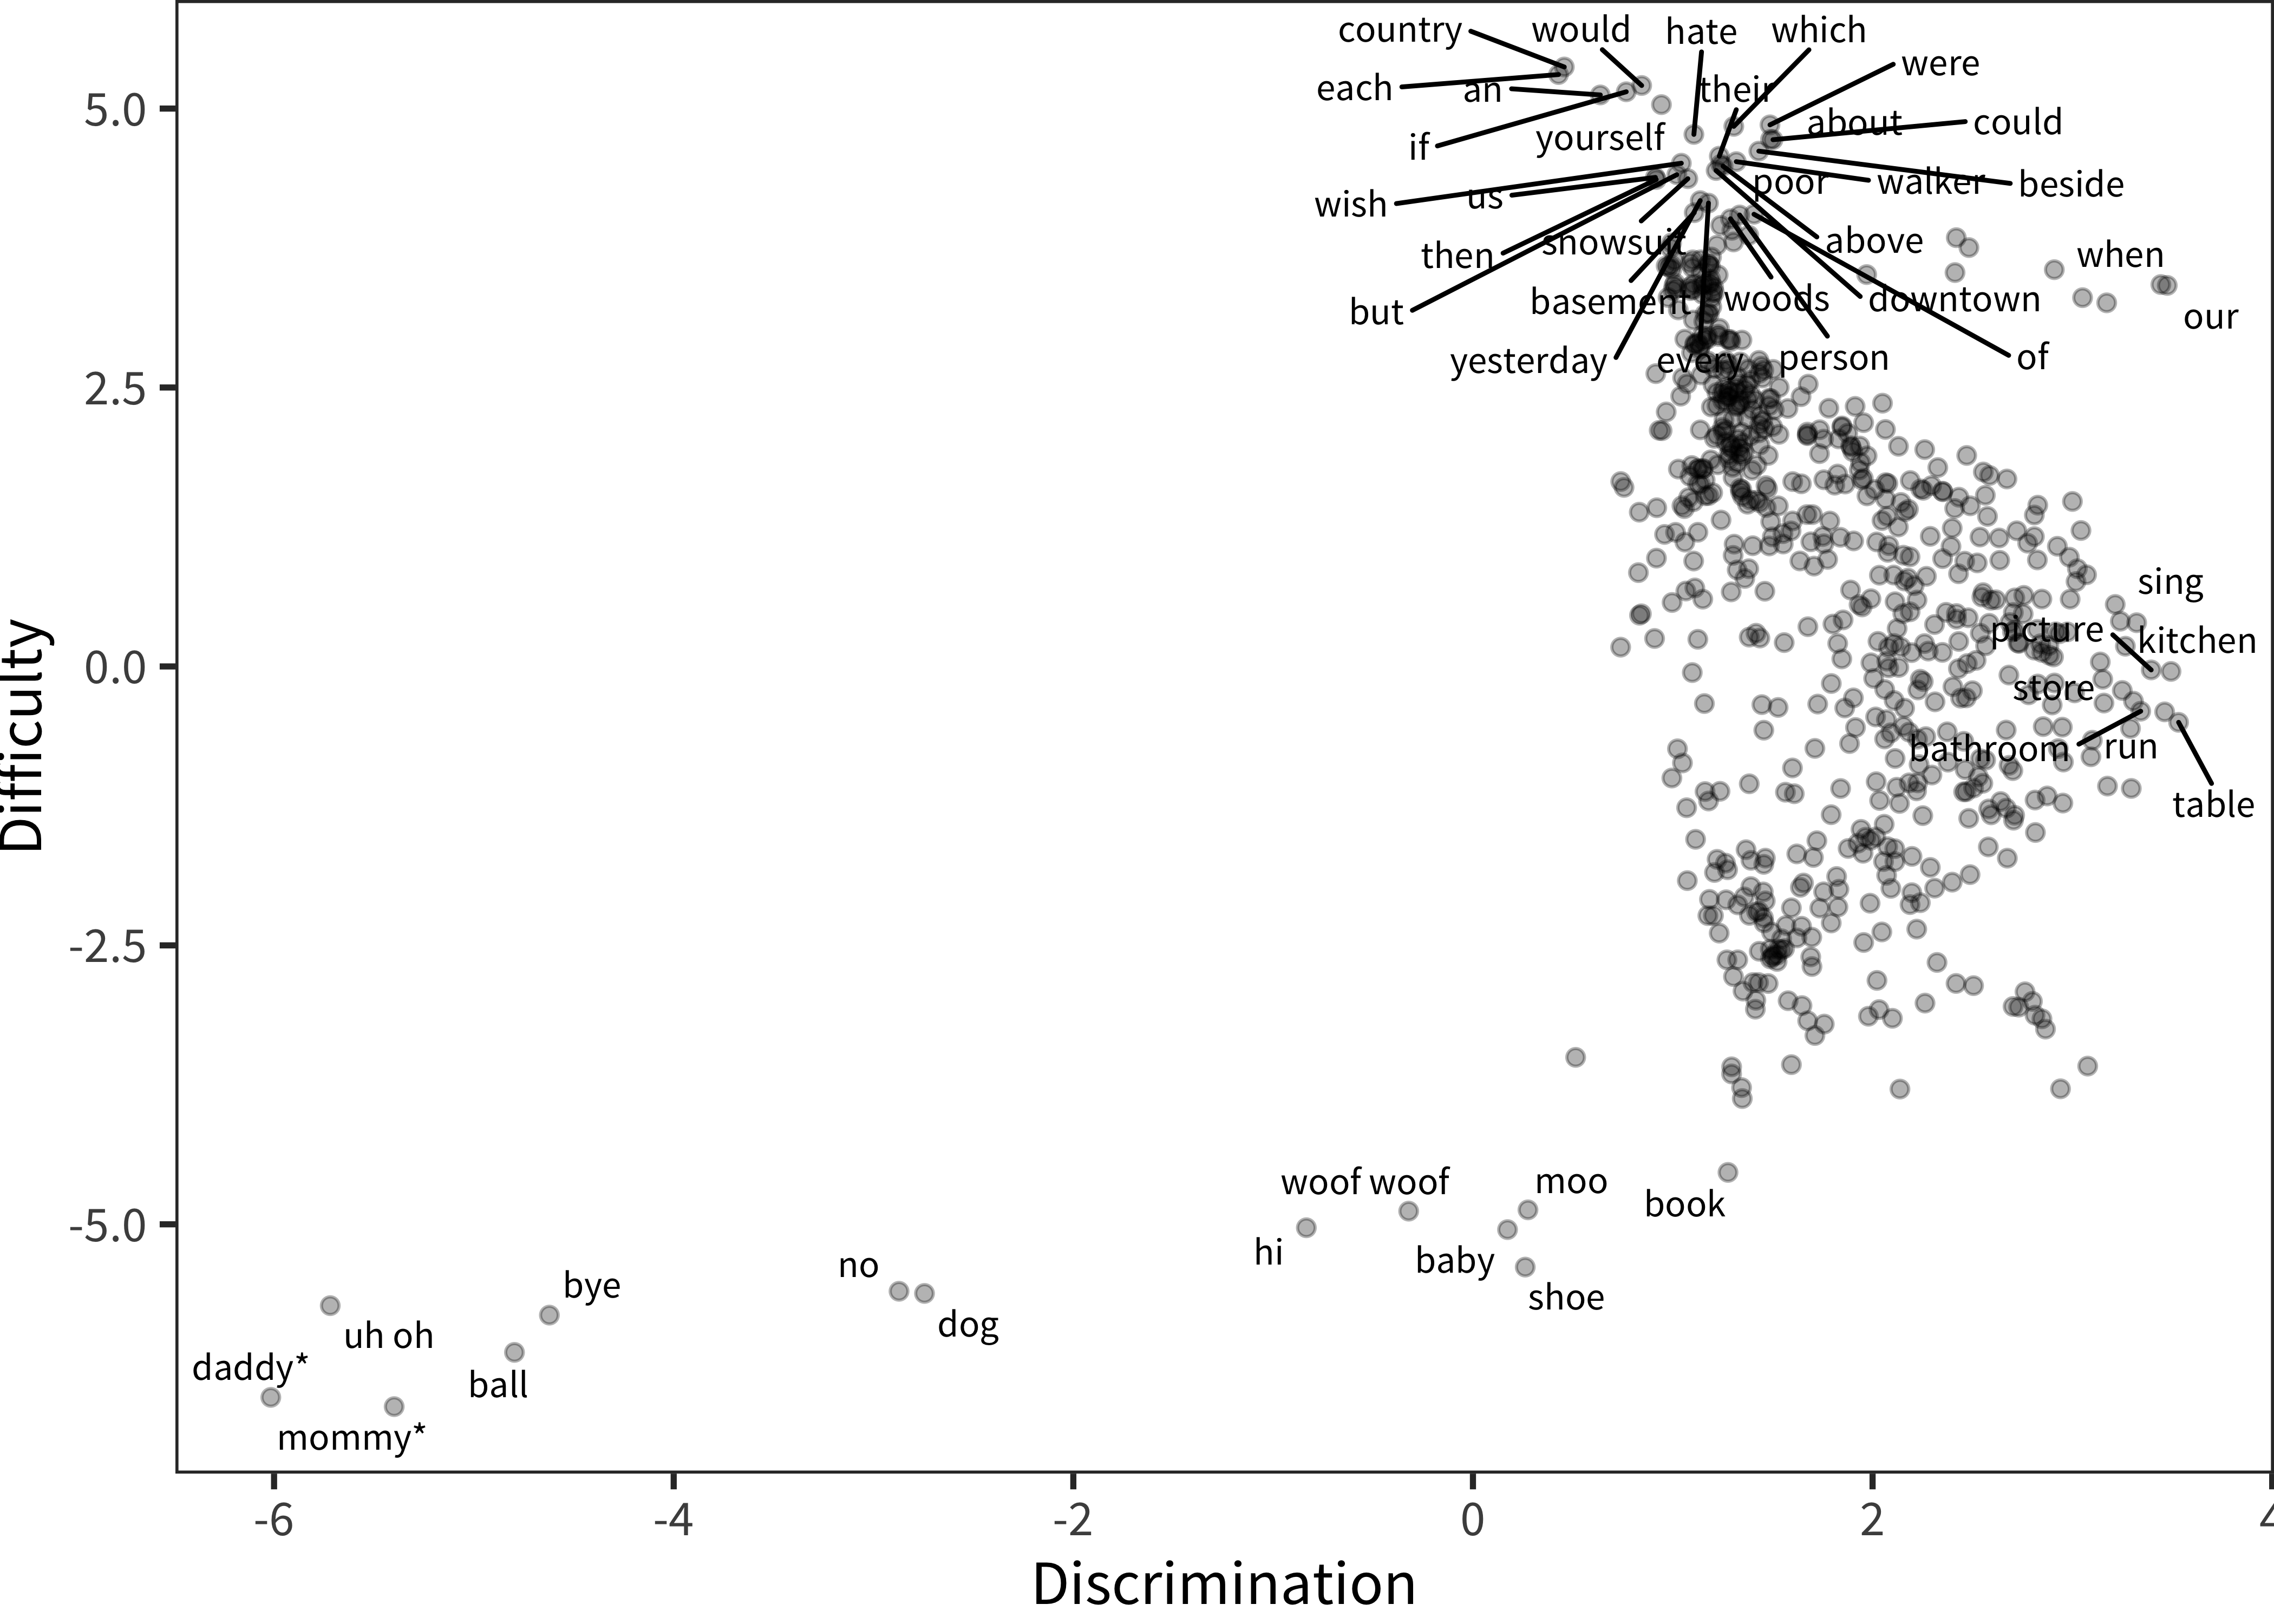 country
would
hate
which
were
each
an
their
about
could
if
yourself
wish
us
poor
walker
beside
then
snowsuit
above
when
but
basement
woods
downtown
our
yesterday
every
person
of
sing
picture
kitchen
store
bathroom
run
table
woof woof
moo
book
hi
baby
shoe
no
dog
bye
uh oh
ball
daddy*
mommy*
5.0
2.5
0.0
-2.5
-5.0
Difficulty
-6
-4
-2
0
2
4
Discrimination